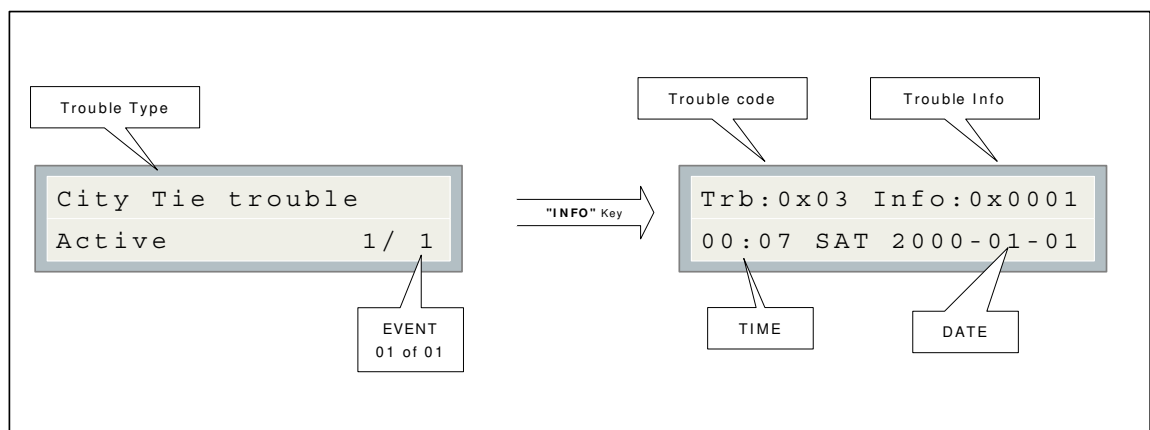 Trouble Type
City Tie trouble
Active 1/ 1
EVENT
01 of 01
"INFO" Key
Trouble code
Trouble Info
Trb:0x03 Info:0x0001
00:07 SAT 2000-01-01
TIME
DATE